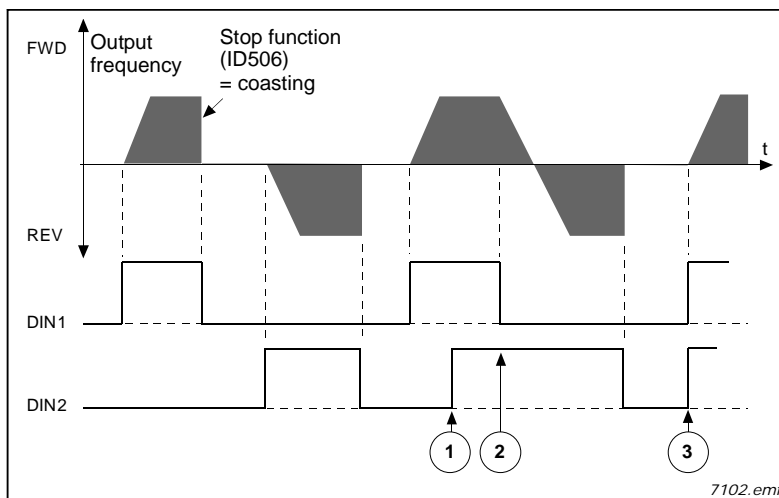 FWD
Output
frequency
Stop function
(ID506)
= coasting
t
REV
DIN1
DIN2
1
2
3
7102.emf